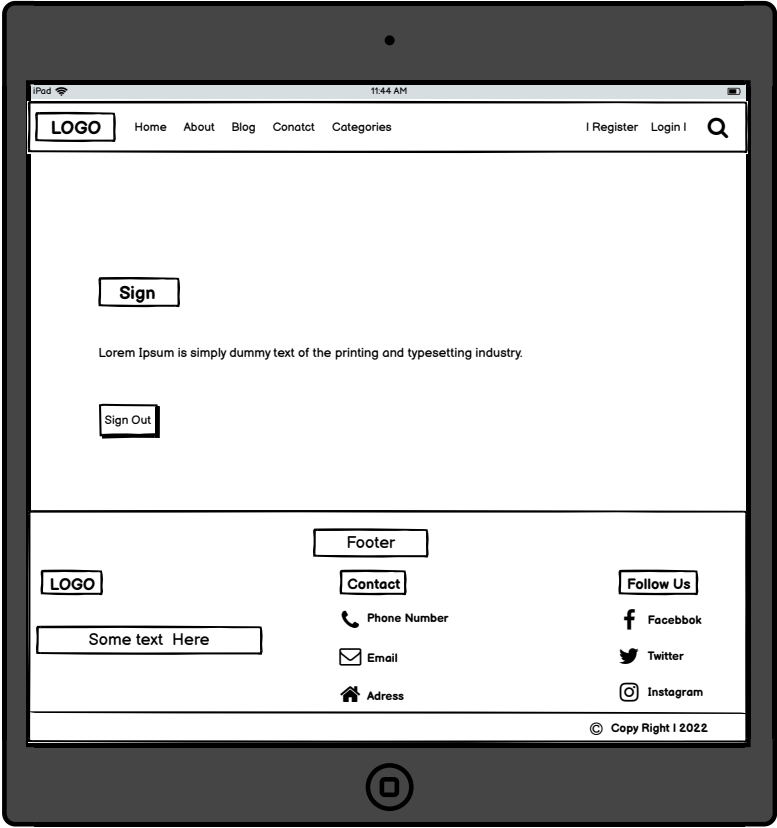 iPad 11:44 AM
LOGO Home About Blog Conatct Categories I Register Login I
Sign
Lorem Ipsum is simply dummy text of the printing and typesetting industry.
Sign Out
Footer
LOGO Contact Follow Us
Phone Number Facebbok
Some text Here
Email Twitter
Adress Instagram
© Copy Right I 2022